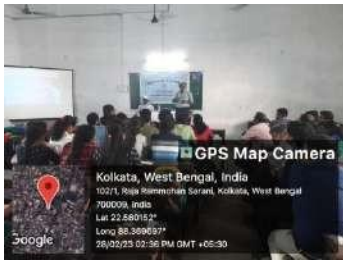 GPS Map Camera
Kolkata, West Bengal, India
102/1, Raja Rammohan Sarani, Kolkata, West Bengal
700009, India
Lat 22.580152°
Long 88.369697°
28/02/23 02:36 PM GMT +05:30
Google